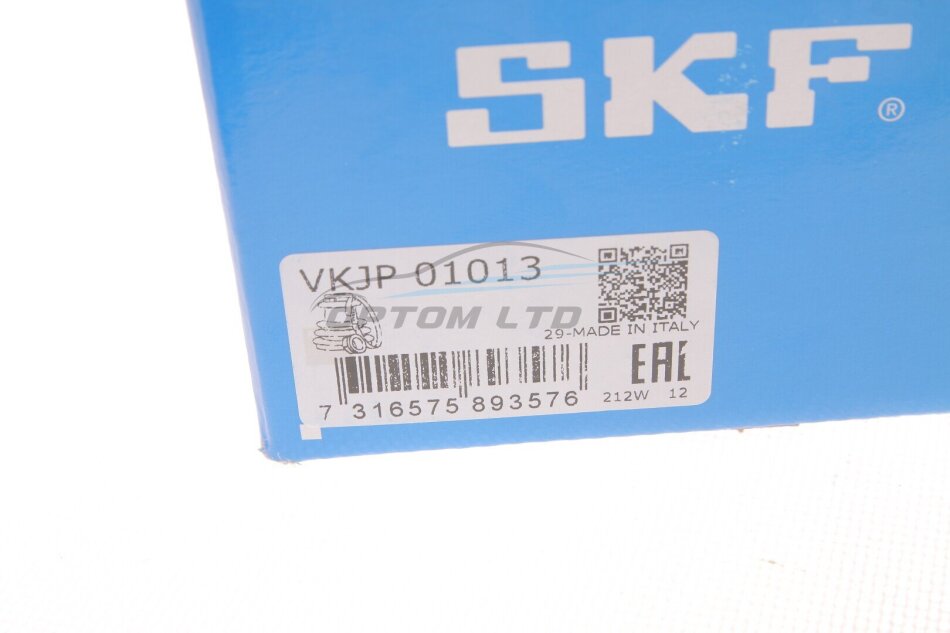 SKF®
VKJP 01013
OPTOM LTD
29-MADE IN ITALY
EAC
7 316575 893576
212W 12